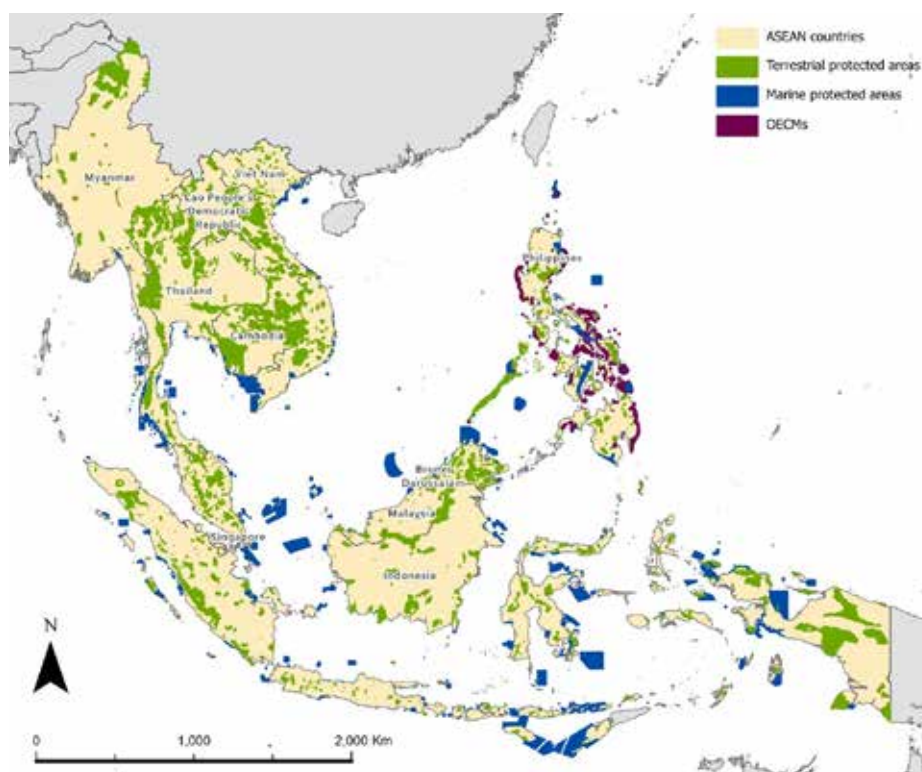 ASEAN countries
Terrestrial protected areas
Marine protected areas
OECMs
Myanmar
Viet Nam
Lao People's
Democratic
Republic
Philippines
Thailand
Cambodia
Brunei
Darussalam
Malaysia
Singapore
Indonesia
N
0
1,000
2,000 Km